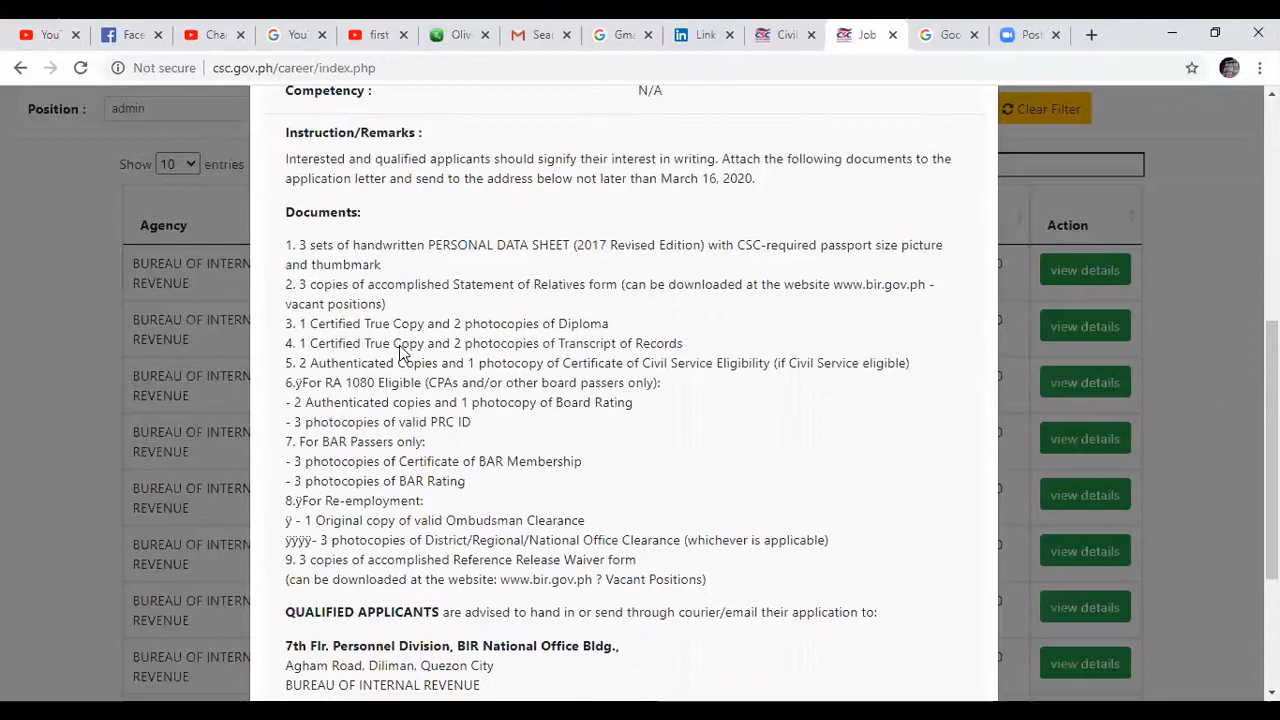 You
Face
Cha
You
first
Oliv
Sea
Gma
Link
Civil
Job
Goo
Post
Not secure
csc.gov.ph/career/index.php
Competency :
N/A
Position :
admin
Clear Filter
Instruction/Remarks :
Show 10 entries
Interested and qualified applicants should signify their interest in writing. Attach the following documents to the
application letter and send to the address below not later than March 16, 2020.
Documents:
Agency
Action
1. 3 sets of handwritten PERSONAL DATA SHEET (2017 Revised Edition) with CSC-required passport size picture
and thumbmark
2. 3 copies of accomplished Statement of Relatives form (can be downloaded at the website www.bir.gov.ph -
vacant positions)
3. 1 Certified True Copy and 2 photocopies of Diploma
4. 1 Certified True Copy and 2 photocopies of Transcript of Records
5. 2 Authenticated Copies and 1 photocopy of Certificate of Civil Service Eligibility (if Civil Service eligible)
6.ÿFor RA 1080 Eligible (CPAs and/or other board passers only):
- 2 Authenticated copies and 1 photocopy of Board Rating
- 3 photocopies of valid PRC ID
7. For BAR Passers only:
- 3 photocopies of Certificate of BAR Membership
- 3 photocopies of BAR Rating
8.ÿFor Re-employment:
ÿ - 1 Original copy of valid Ombudsman Clearance
ÿÿÿÿ- 3 photocopies of District/Regional/National Office Clearance (whichever is applicable)
9. 3 copies of accomplished Reference Release Waiver form
(can be downloaded at the website: www.bir.gov.ph ? Vacant Positions)
QUALIFIED APPLICANTS are advised to hand in or send through courier/email their application to:
7th Flr. Personnel Division, BIR National Office Bldg.,
Agham Road, Diliman, Quezon City
BUREAU OF INTERNAL REVENUE
BUREAU OF INTERN
REVENUE
view details
BUREAU OF INTERN
REVENUE
view details
BUREAU OF INTERN
REVENUE
view details
BUREAU OF INTERN
REVENUE
view details
BUREAU OF INTERN
REVENUE
view details
BUREAU OF INTERN
REVENUE
view details
BUREAU OF INTERN
REVENUE
view details
BUREAU OF INTERN
REVENUE
view details